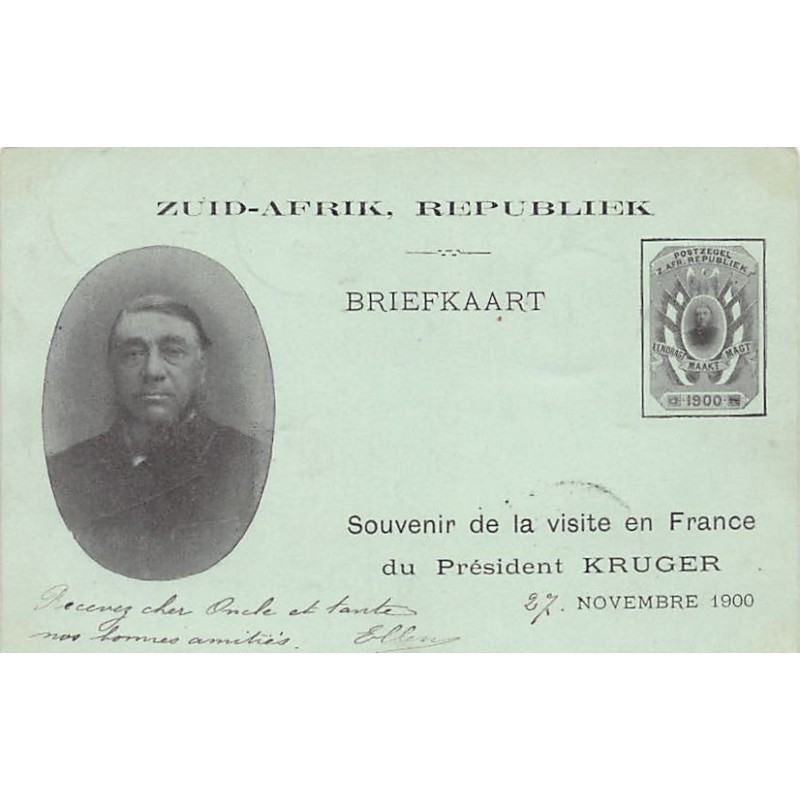 ZUID-AFRIK, REPUBLIEK
BRIEFKAART
POSTZEGEL
Z. AFR. REPUBLIEK
EENDRAGT MAAKT MAGT
1900
Souvenir de la visite en France
du Président KRUGER
27. NOVEMBRE 1900
Recevez cher Oncle et tante
nos bonnes amitiés. Ellen